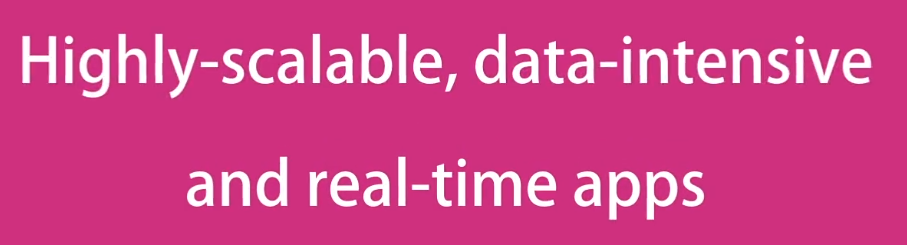 Highly-scalable, data-intensive
and real-time apps